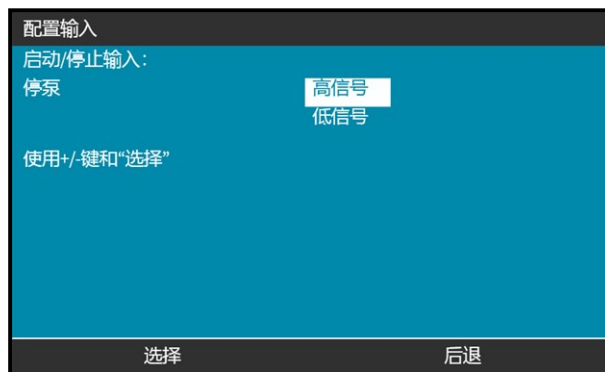 配置输入
启动/停止输入：
停泵 高信号
低信号
使用+/-键和“选择”
选择 后退